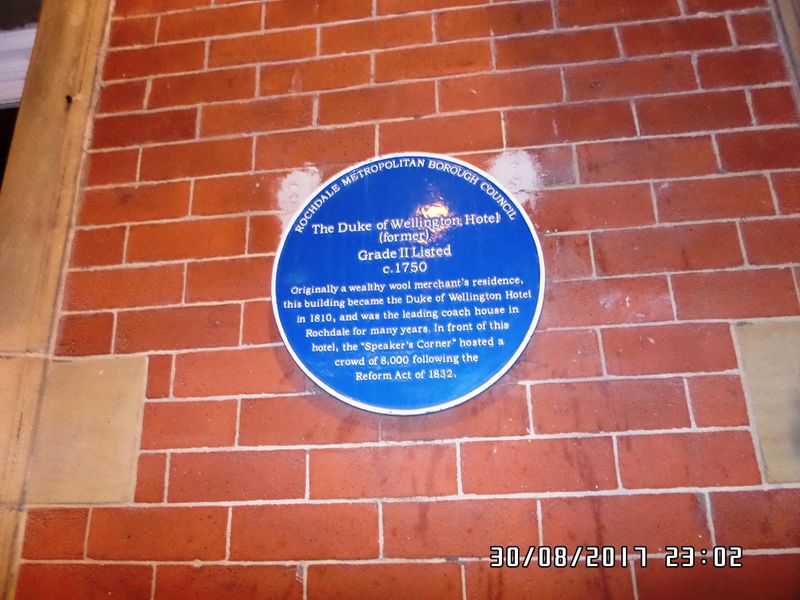 ROCHDALE METROPOLITAN BOROUGH COUNCIL
The Duke of Wellington Hotel
(former)
Grade II Listed
c.1750
Originally a wealthy wool merchant's residence,
this building became the Duke of Wellington Hotel
in 1810, and was the leading coach house in
Rochdale for many years. In front of this
hotel, the "Speaker's Corner" hosted a
crowd of 8,000 following the
Reform Act of 1832.
30/08/2017 23:02